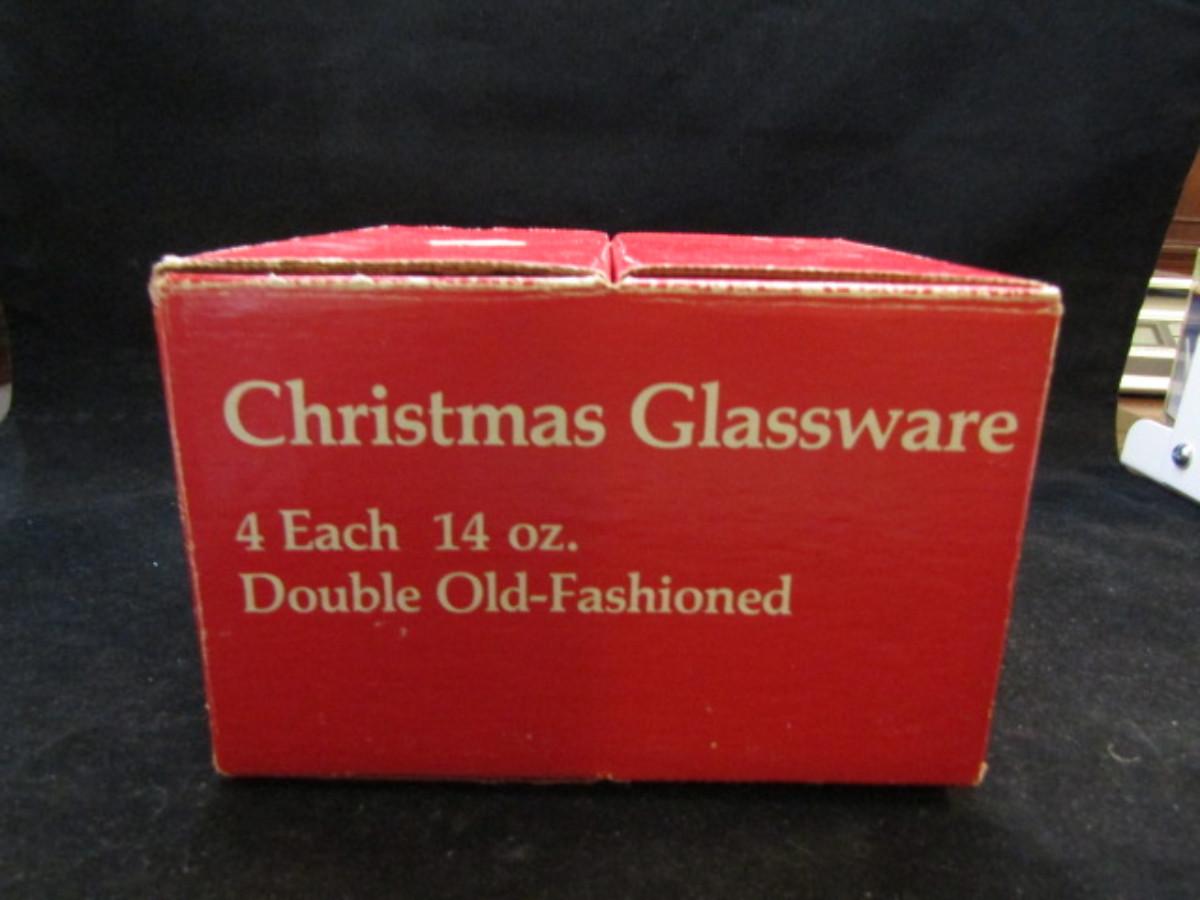 Christmas Glassware
4 Each 14 oz.
Double Old-Fashioned